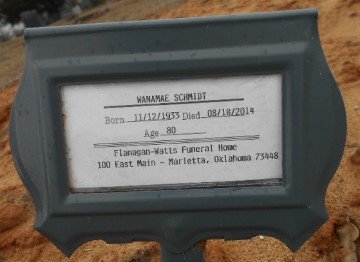 WANAMAE SCHMIDT
Born 11/12/1933 Died 08/18/2014
Age 80
Flanagan-Watts Funeral Home
100 East Main - Marietta, Oklahoma 73448